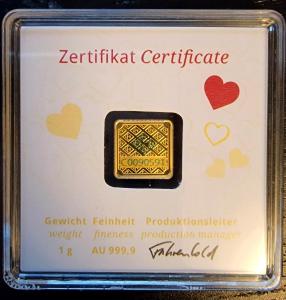 Zertifikat Certificate
C0090591
Gewicht Feinheit Produktionsleiter
weight fineness production manager
1 g AU 999,9